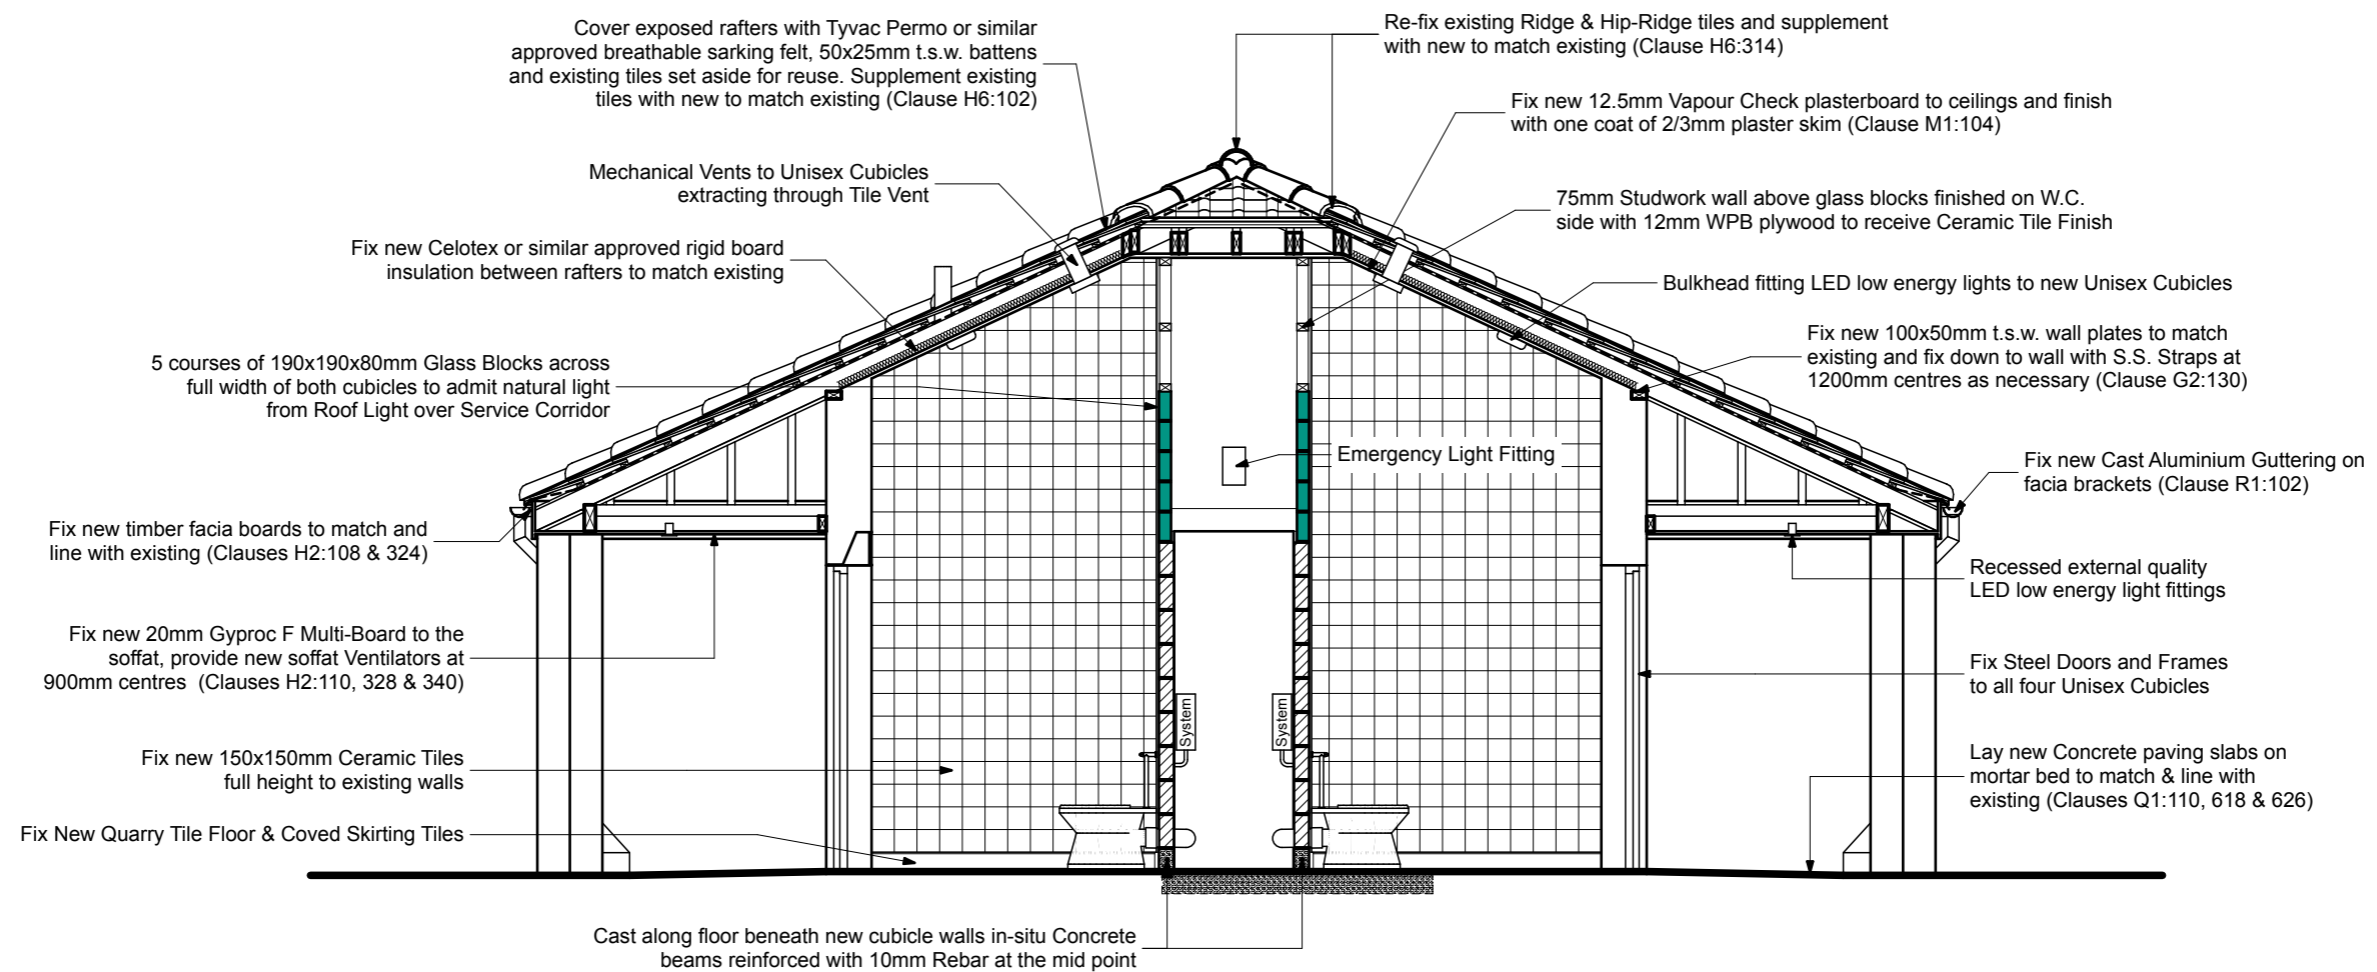 Cover exposed rafters with Tyvac Permo or similar
approved breathable sarking felt, 50x25mm t.s.w. battens
and existing tiles set aside for reuse. Supplement existing
tiles with new to match existing (Clause H6:102)
Mechanical Vents to Unisex Cubicles
extracting through Tile Vent
Fix new Celotex or similar approved rigid board
insulation between rafters to match existing
5 courses of 190x190x80mm Glass Blocks across
full width of both cubicles to admit natural light
from Roof Light over Service Corridor
Fix new timber facia boards to match and
line with existing (Clauses H2:108 & 324)
Fix new 20mm Gyproc F Multi-Board to the
soffat, provide new soffat Ventilators at
900mm centres (Clauses H2:110, 328 & 340)
Fix new 150x150mm Ceramic Tiles
full height to existing walls
Fix New Quarry Tile Floor & Coved Skirting Tiles
Cast along floor beneath new cubicle walls in-situ Concrete
beams reinforced with 10mm Rebar at the mid point
System
System
Emergency Light Fitting
Re-fix existing Ridge & Hip-Ridge tiles and supplement
with new to match existing (Clause H6:314)
Fix new 12.5mm Vapour Check plasterboard to ceilings and finish
with one coat of 2/3mm plaster skim (Clause M1:104)
75mm Studwork wall above glass blocks finished on W.C.
side with 12mm WPB plywood to receive Ceramic Tile Finish
Bulkhead fitting LED low energy lights to new Unisex Cubicles
Fix new 100x50mm t.s.w. wall plates to match
existing and fix down to wall with S.S. Straps at
1200mm centres as necessary (Clause G2:130)
Fix new Cast Aluminium Guttering on
facia brackets (Clause R1:102)
Recessed external quality
LED low energy light fittings
Fix Steel Doors and Frames
to all four Unisex Cubicles
Lay new Concrete paving slabs on
mortar bed to match & line with
existing (Clauses Q1:110, 618 & 626)